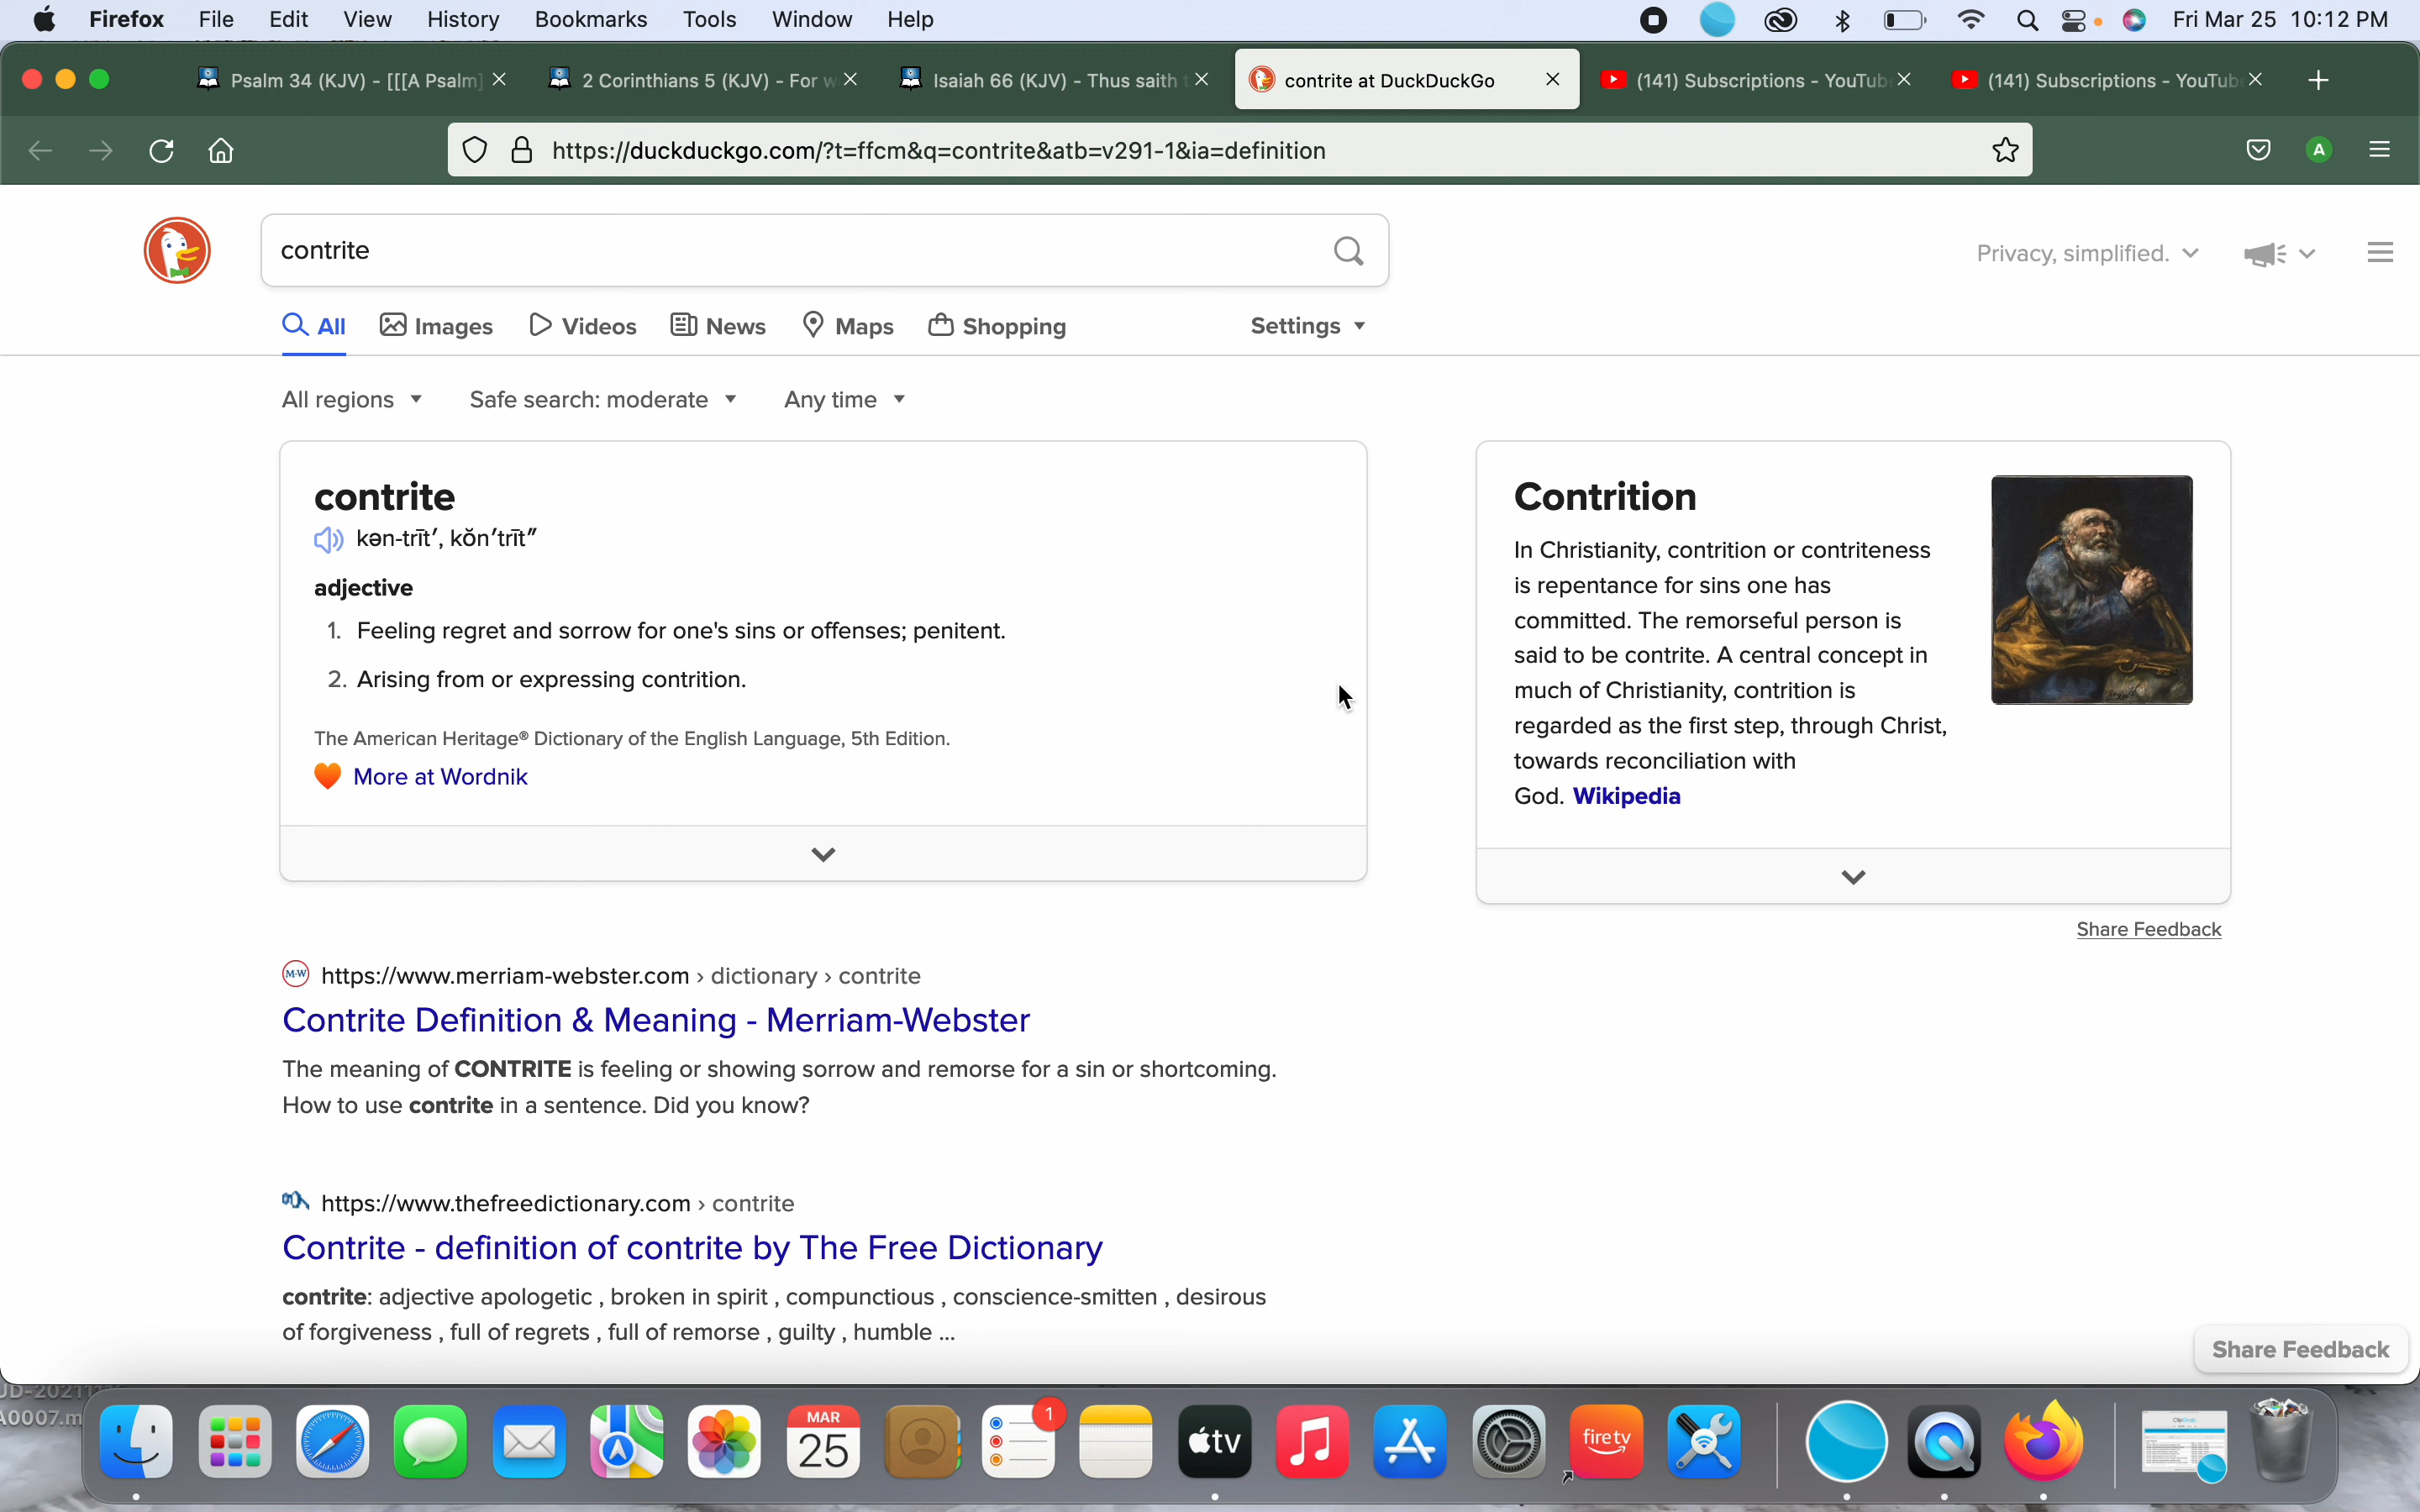 Firefox File Edit View History Bookmarks Tools Window Help Fri Mar 25 10:12 PM
Psalm 34 (KJV) - [[[A Psalm] 2 Corinthians 5 (KJV) - For w Isaiah 66 (KJV) - Thus saith t contrite at DuckDuckGo (141) Subscriptions - YouTub (141) Subscriptions - YouTub
https://duckduckgo.com/?t=ffcm&q=contrite&atb=v291-1&ia=definition A
contrite Privacy, simplified.
All Images Videos News Maps Shopping Settings
All regions Safe search: moderate Any time
contrite
kən-trīt′, kŏn′trīt″
adjective
1. Feeling regret and sorrow for one's sins or offenses; penitent.
2. Arising from or expressing contrition.
The American Heritage® Dictionary of the English Language, 5th Edition.
More at Wordnik
Contrition
In Christianity, contrition or contriteness
is repentance for sins one has
committed. The remorseful person is
said to be contrite. A central concept in
much of Christianity, contrition is
regarded as the first step, through Christ,
towards reconciliation with
God. Wikipedia
Share Feedback
M-W https://www.merriam-webster.com › dictionary › contrite
Contrite Definition & Meaning - Merriam-Webster
The meaning of CONTRITE is feeling or showing sorrow and remorse for a sin or shortcoming.
How to use contrite in a sentence. Did you know?
https://www.thefreedictionary.com › contrite
Contrite - definition of contrite by The Free Dictionary
contrite: adjective apologetic , broken in spirit , compunctious , conscience-smitten , desirous
of forgiveness , full of regrets , full of remorse , guilty , humble ...
Share Feedback
A0007.m
MAR
25
1
tv
fire tv